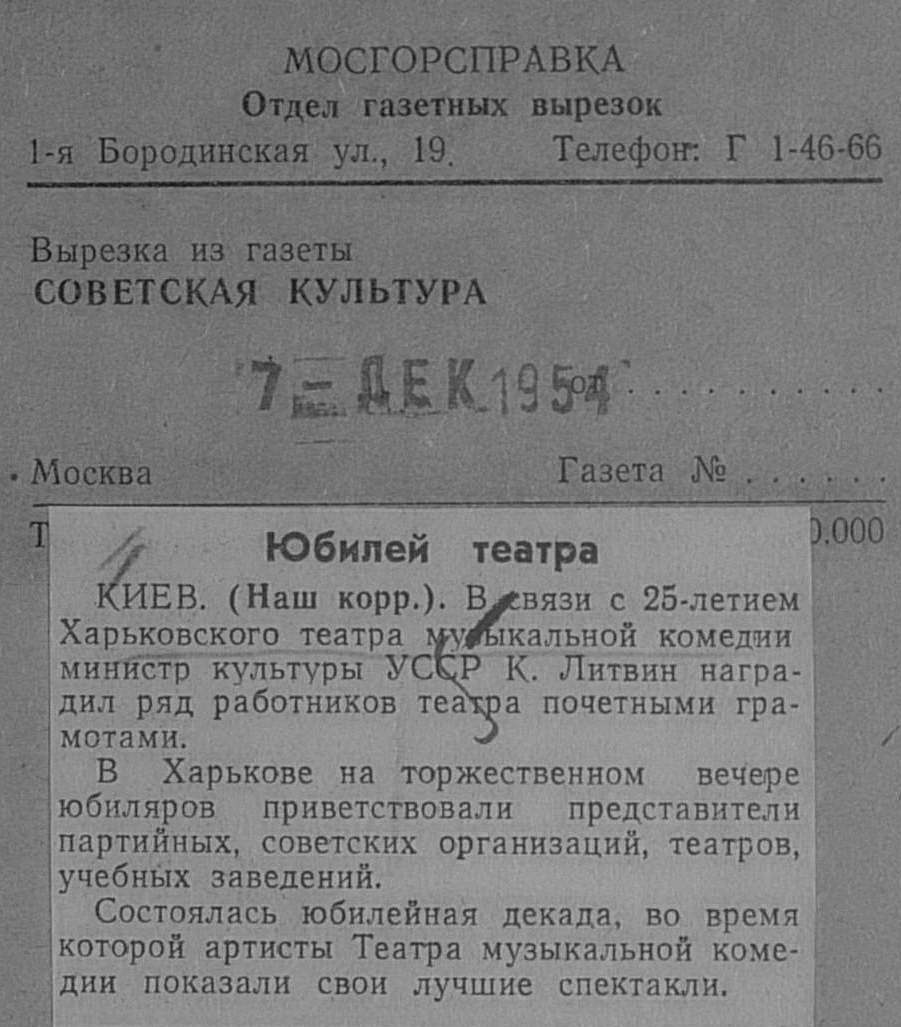 МОСГОРСПРАВКА
Отдел газетных вырезок
1-я Бородинская ул., 19. Телефон: Г 1-46-66
Вырезка из газеты
СОВЕТСКАЯ КУЛЬТУРА
7 – ДЕК 1954
Москва Газета № . . . . . .
Юбилей театра
КИЕВ. (Наш корр.). В связи с 25-летием
Харьковского театра музыкальной комедии
министр культуры УССР К. Литвин награ-
дил ряд работников театра почетными гра-
мотами.
В Харькове на торжественном вечере
юбиляров приветствовали представители
партийных, советских организаций, театров,
учебных заведений.
Состоялась юбилейная декада, во время
которой артисты Театра музыкальной коме-
дии показали свои лучшие спектакли.